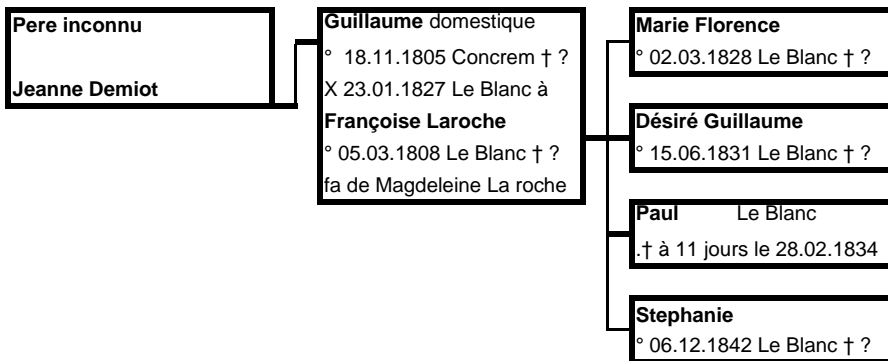 Pere inconnu
Jeanne Demiot
Guillaume domestique
° 18.11.1805 Concrem † ?
X 23.01.1827 Le Blanc à
Françoise Laroche
° 05.03.1808 Le Blanc † ?
fa de Magdeleine La roche
Marie Florence
° 02.03.1828 Le Blanc † ?
Désiré Guillaume
° 15.06.1831 Le Blanc † ?
Paul Le Blanc
.† à 11 jours le 28.02.1834
Stephanie
° 06.12.1842 Le Blanc † ?